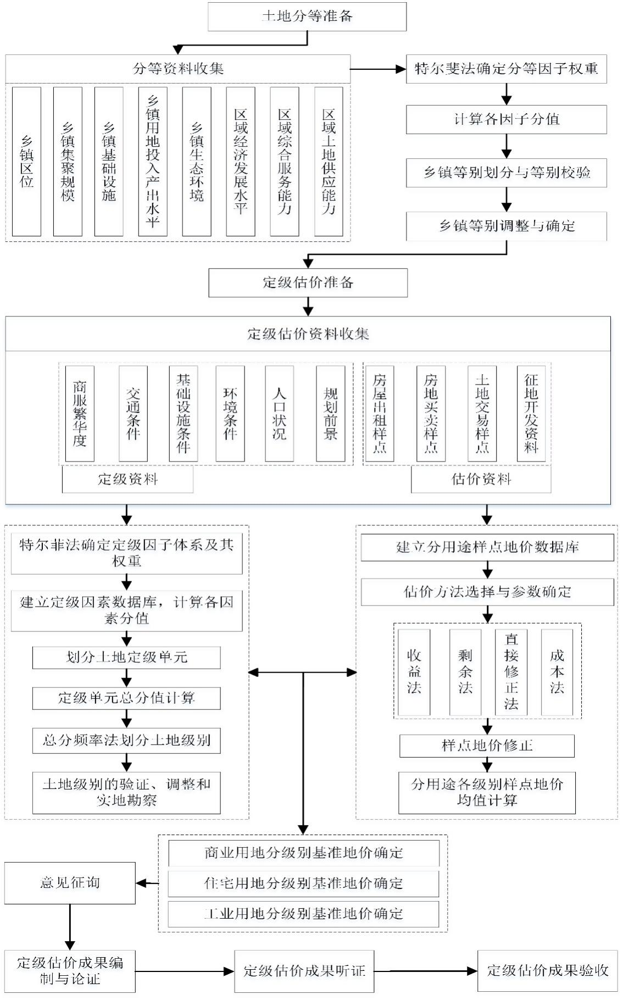 土地分等准备
分等资料收集
特尔斐法确定分等因子权重
乡镇区位
乡镇集聚规模
乡镇基础设施
乡镇用地投入产出水平
乡镇生态环境
区域经济发展水平
区域综合服务能力
区域土地供应能力
计算各因子分值
乡镇等别划分与等别校验
乡镇等别调整与确定
定级估价准备
定级估价资料收集
商服繁华度
交通条件
基础设施条件
环境条件
人口状况
规划前景
房屋出租样点
房地买卖样点
土地交易样点
征地开发资料
定级资料
估价资料
特尔菲法确定定级因子体系及其
权重
建立定级因素数据库，计算各因
素分值
划分土地定级单元
定级单元总分值计算
总分频率法划分土地级别
土地级别的验证、调整和
实地勘察
建立分用途样点地价数据库
估价方法选择与参数确定
收益法
剩余法
直接修正法
成本法
样点地价修正
分用途各级别样点地价
均值计算
商业用地分级别基准地价确定
住宅用地分级别基准地价确定
工业用地分级别基准地价确定
意见征询
定级估价成果编
制与论证
定级估价成果听证
定级估价成果验收